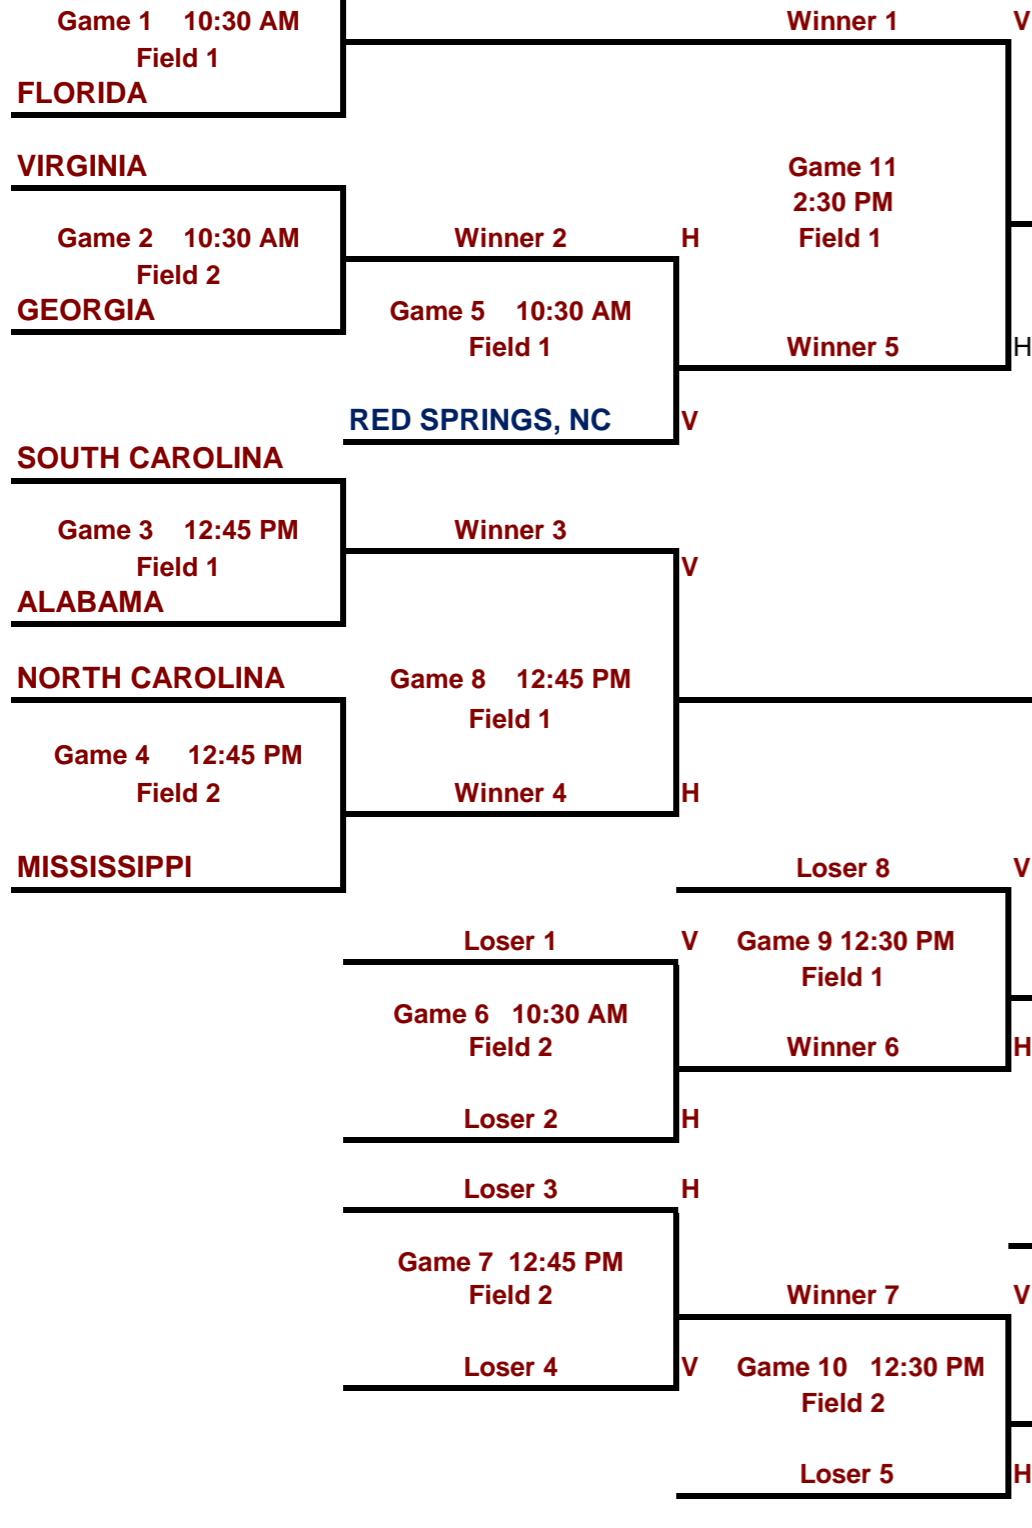 Game 1 10:30 AM
Winner 1 V
Field 1
FLORIDA
VIRGINIA
Game 11
2:30 PM
Field 1
Game 2 10:30 AM
Field 2
Winner 2 H
GEORGIA
Game 5 10:30 AM
Field 1
Winner 5 H
RED SPRINGS, NC V
SOUTH CAROLINA
Game 3 12:45 PM
Field 1
Winner 3
V
ALABAMA
NORTH CAROLINA
Game 8 12:45 PM
Field 1
Game 4 12:45 PM
Field 2
Winner 4 H
MISSISSIPPI
Loser 8 V
Loser 1 V
Game 9 12:30 PM
Field 1
Game 6 10:30 AM
Field 2
Winner 6 H
Loser 2 H
Loser 3 H
Game 7 12:45 PM
Field 2
Winner 7 V
Loser 4 V
Game 10 12:30 PM
Field 2
Loser 5 H